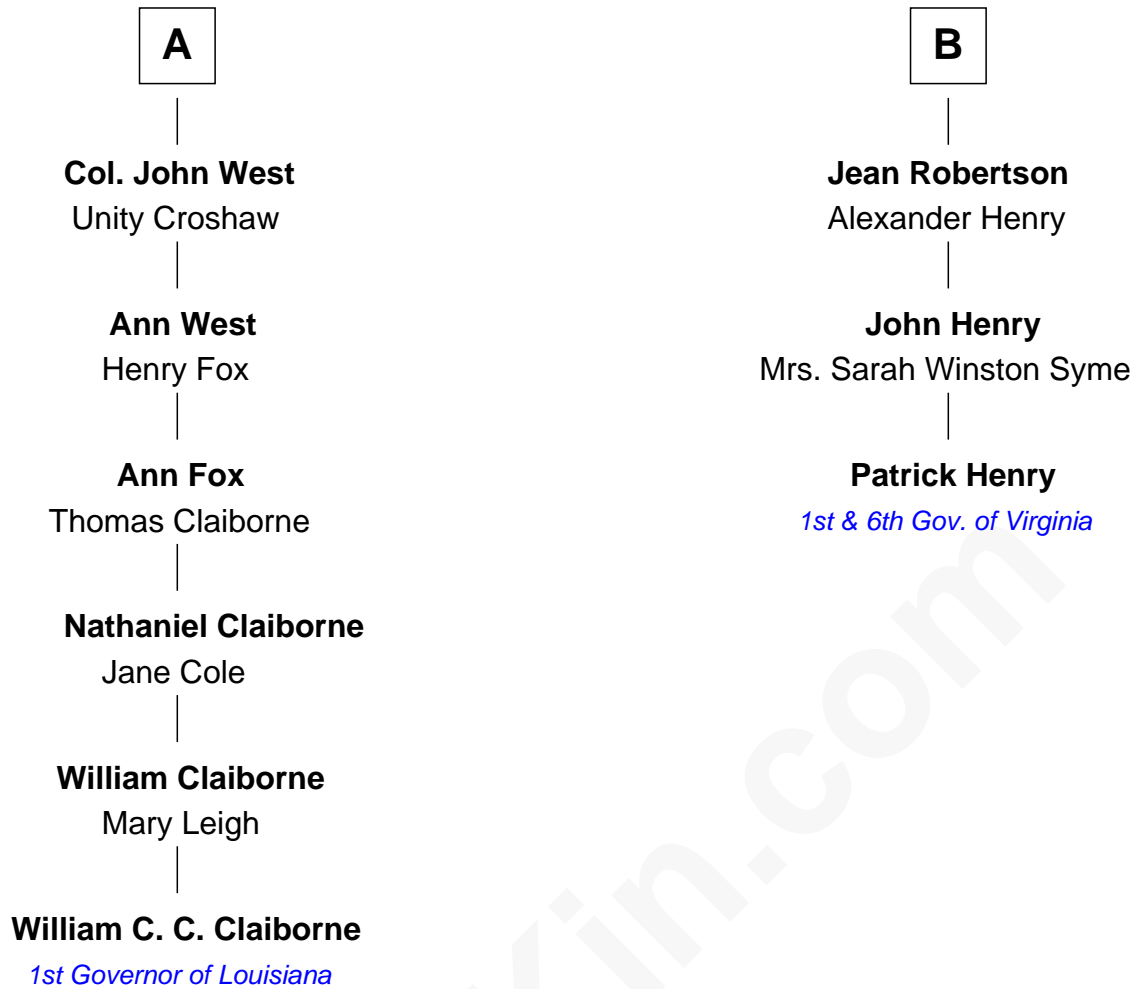 A
Col. John West
Unity Croshaw
Ann West
Henry Fox
Ann Fox
Thomas Claiborne
Nathaniel Claiborne
Jane Cole
William Claiborne
Mary Leigh
William C. C. Claiborne
1st Governor of Louisiana
B
Jean Robertson
Alexander Henry
John Henry
Mrs. Sarah Winston Syme
Patrick Henry
1st & 6th Gov. of Virginia
Kin.com